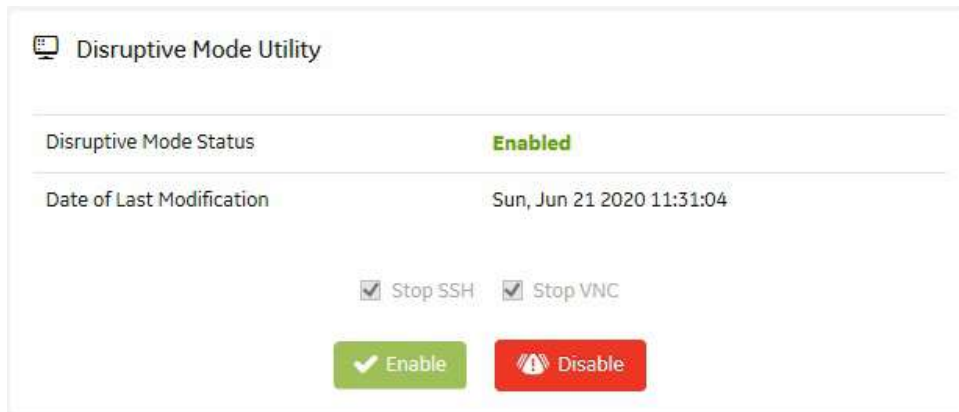 Disruptive Mode Utility
Disruptive Mode Status Enabled
Date of Last Modification Sun, Jun 21 2020 11:31:04
Stop SSH Stop VNC
Enable Disable